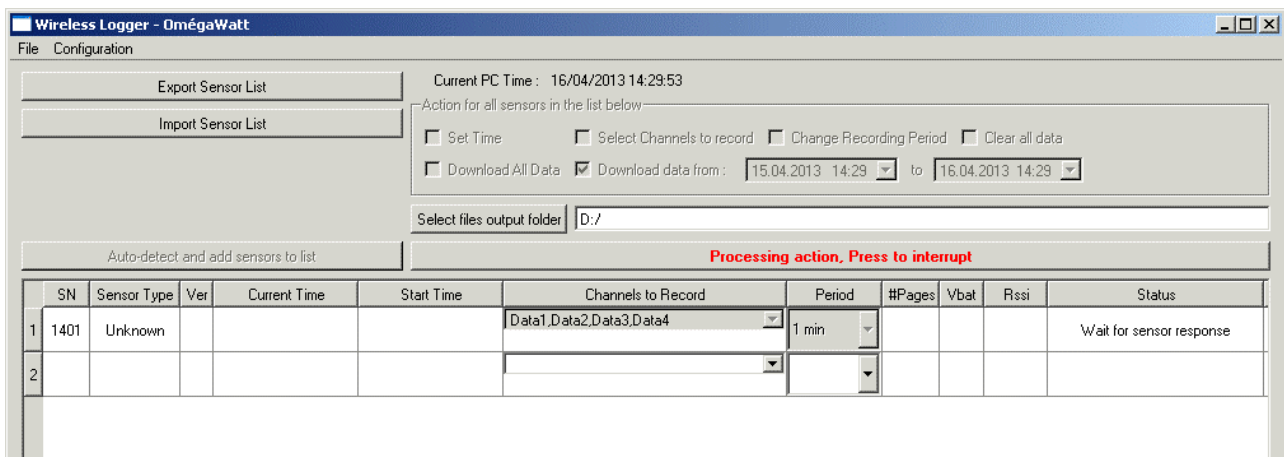 Wireless Logger - OmégaWatt
File Configuration
Export Sensor List
Current PC Time : 16/04/2013 14:29:53
Import Sensor List
Action for all sensors in the list below
Set Time Select Channels to record Change Recording Period Clear all data
Download All Data Download data from : 15.04.2013 14:29 to 16.04.2013 14:29
Select files output folder D:/
Auto-detect and add sensors to list Processing action, Press to interrupt
SN Sensor Type Ver Current Time Start Time Channels to Record Period #Pages Vbat Rssi Status
1 1401 Unknown Data1,Data2,Data3,Data4 1 min Wait for sensor response
2